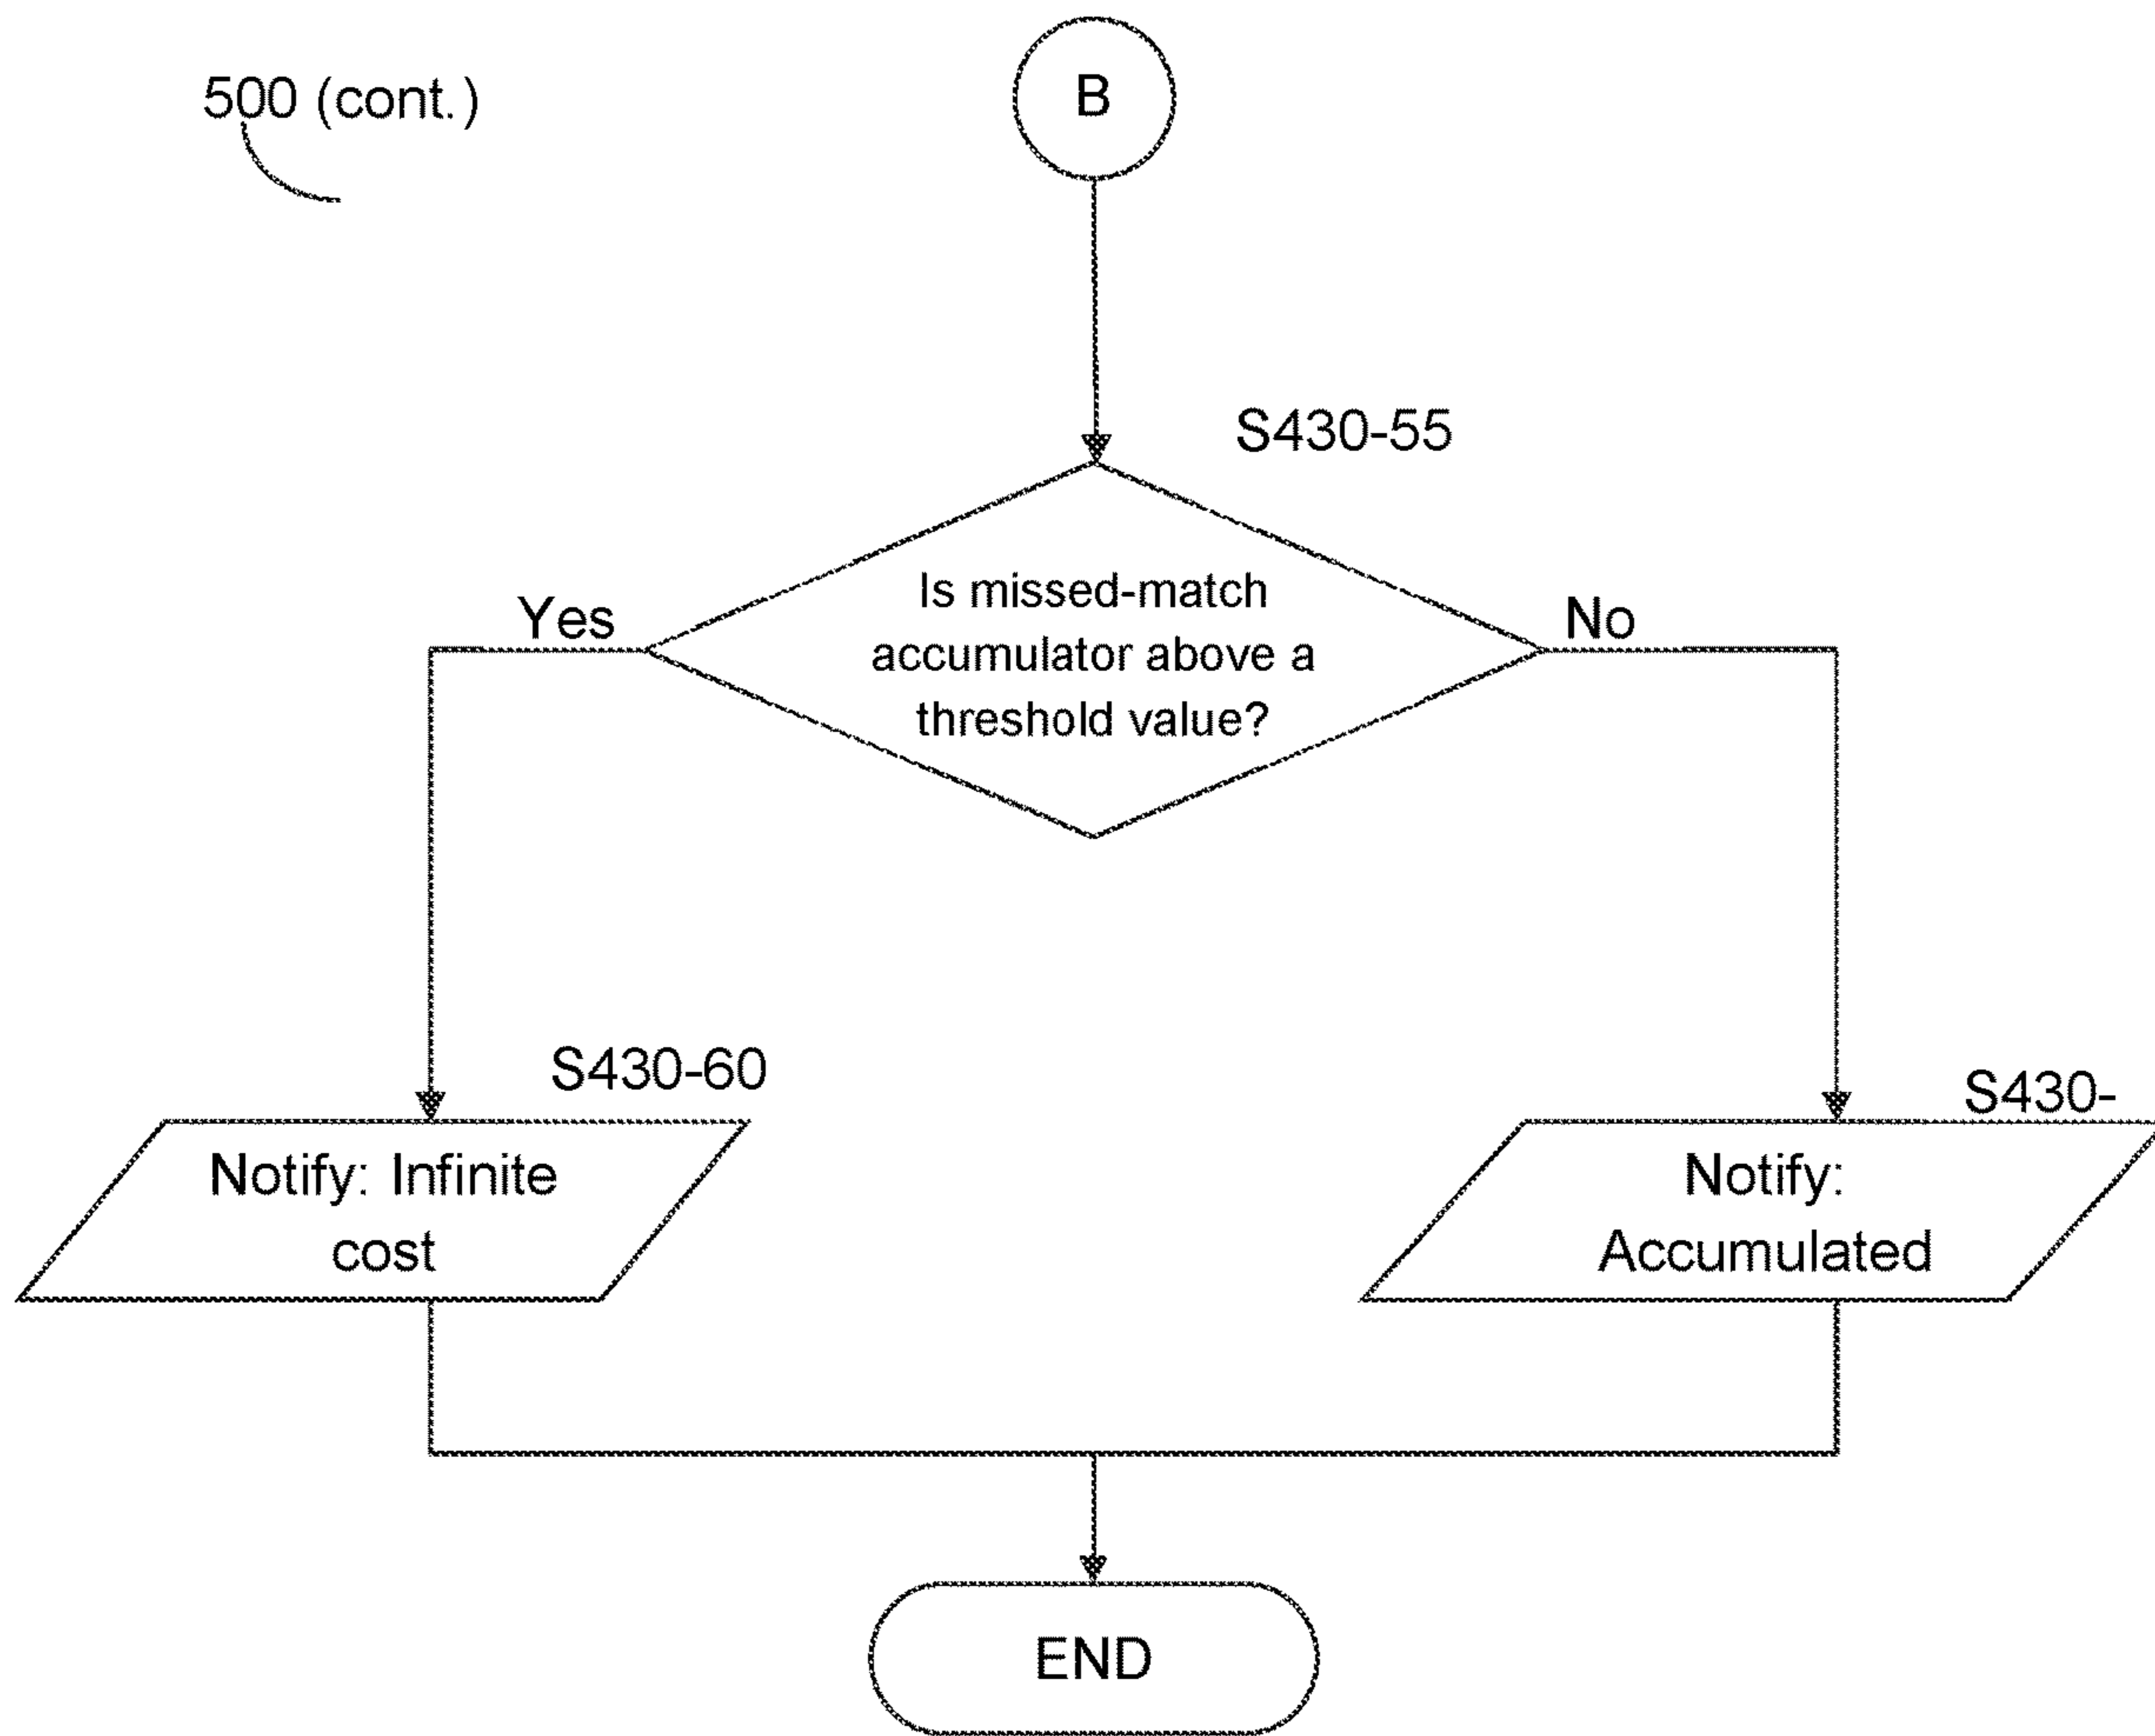 500 (cont.)
B
S430-55
Is missed-match
accumulator above a
threshold value?
Yes
No
S430-60
Notify: Infinite
cost
S430-
Notify:
Accumulated
END